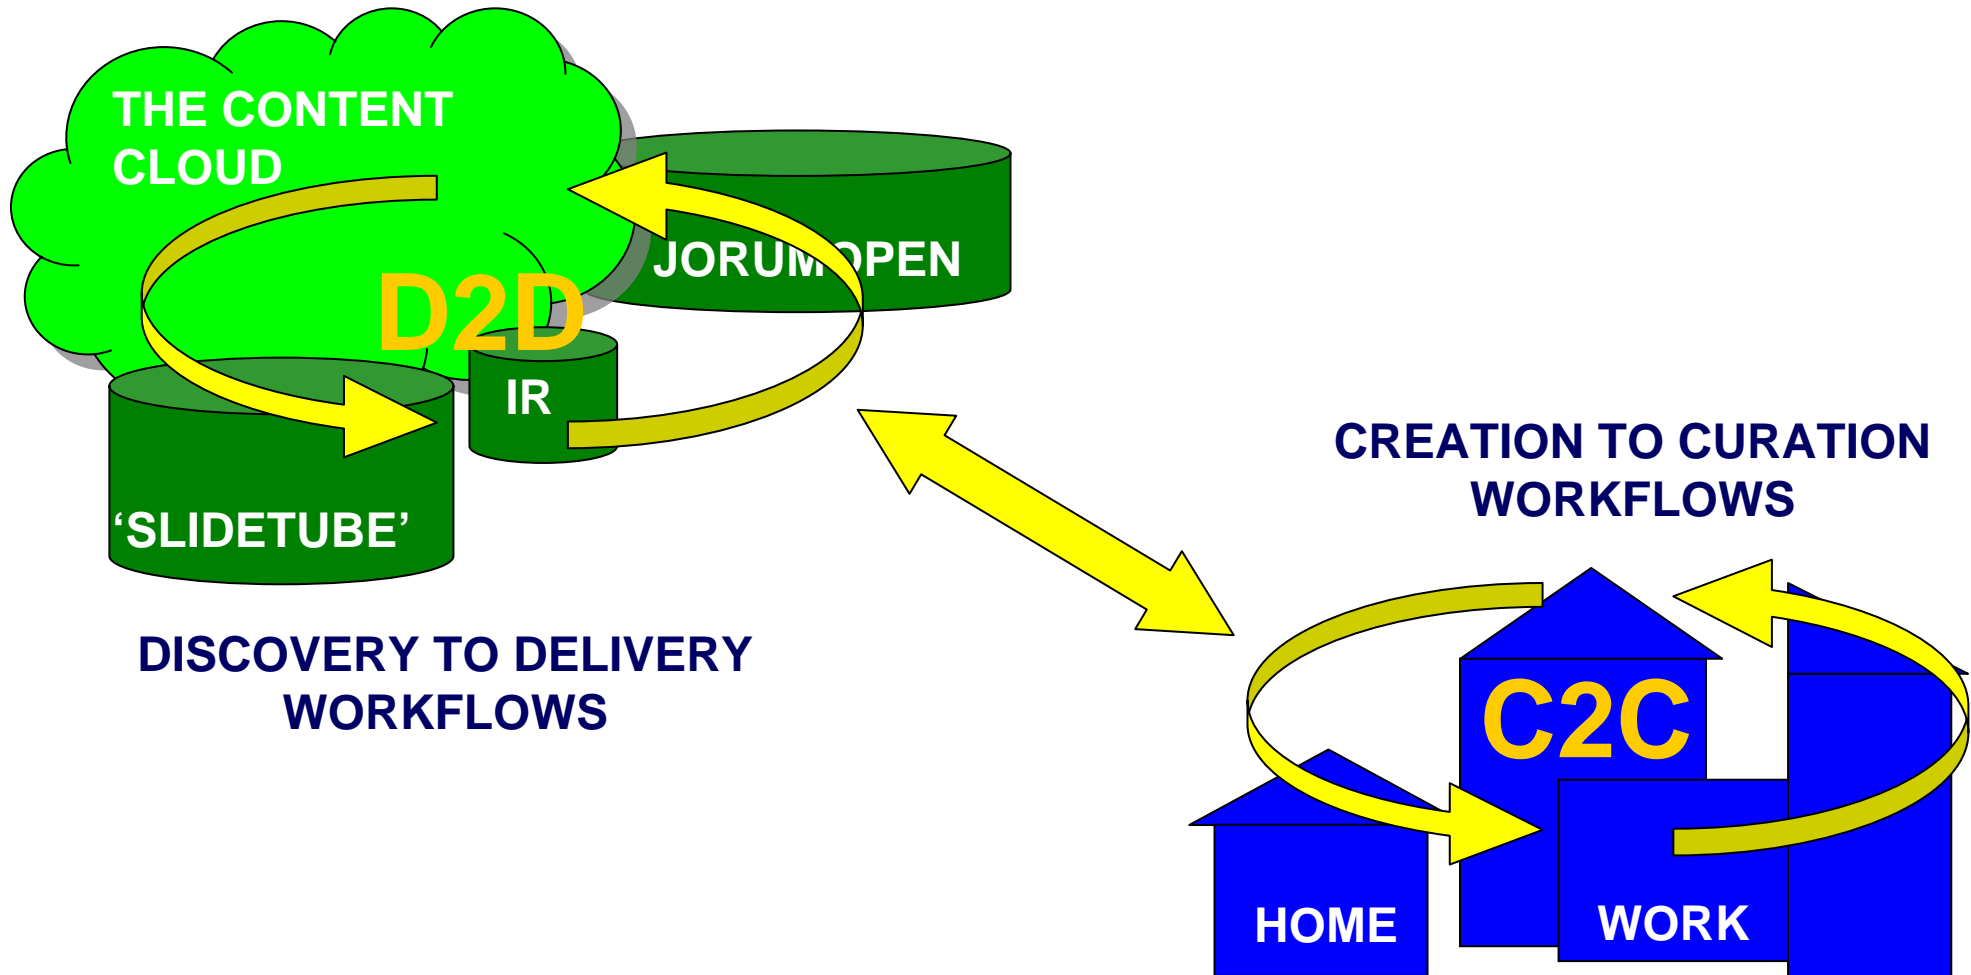 THE CONTENT
CLOUD
JORUMOPEN
D2D
IR
‘SLIDETUBE’
DISCOVERY TO DELIVERY
WORKFLOWS
CREATION TO CURATION
WORKFLOWS
C2C
HOME
WORK